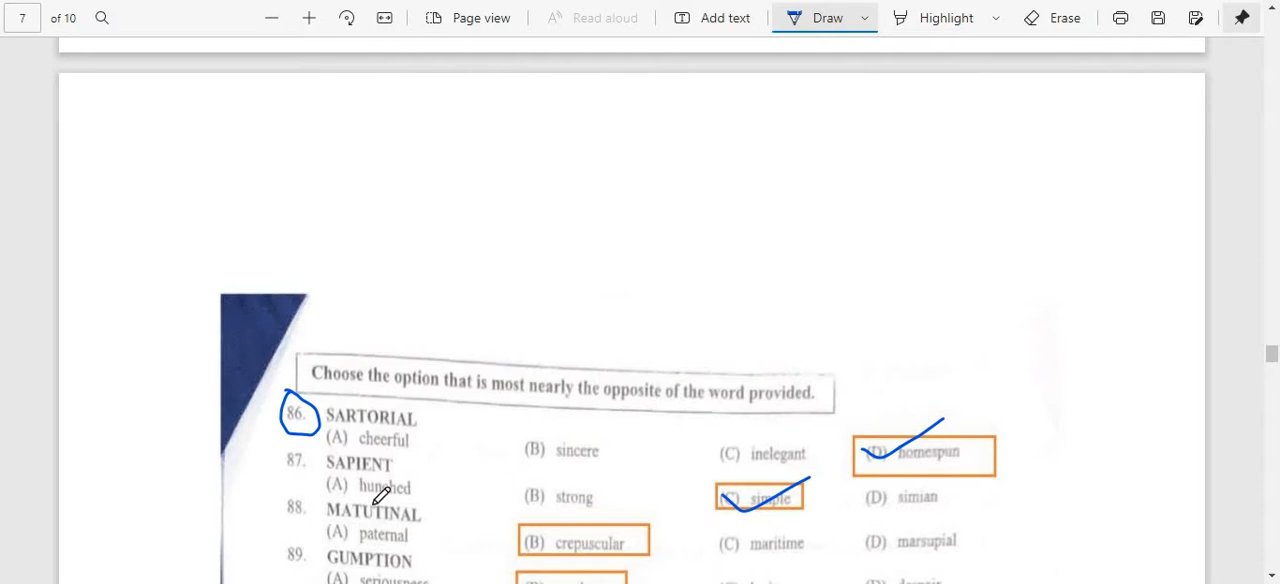 7 of 10 Page view Read aloud Add text Draw Highlight Erase
Choose the option that is most nearly the opposite of the word provided.
86. SARTORIAL
(A) cheerful (B) sincere (C) inelegant (D) homespun
87. SAPIENT
(A) hunched (B) strong (C) simple (D) simian
88. MATUTINAL
(A) paternal (B) crepuscular (C) maritime (D) marsupial
89. GUMPTION
(A) seriousness